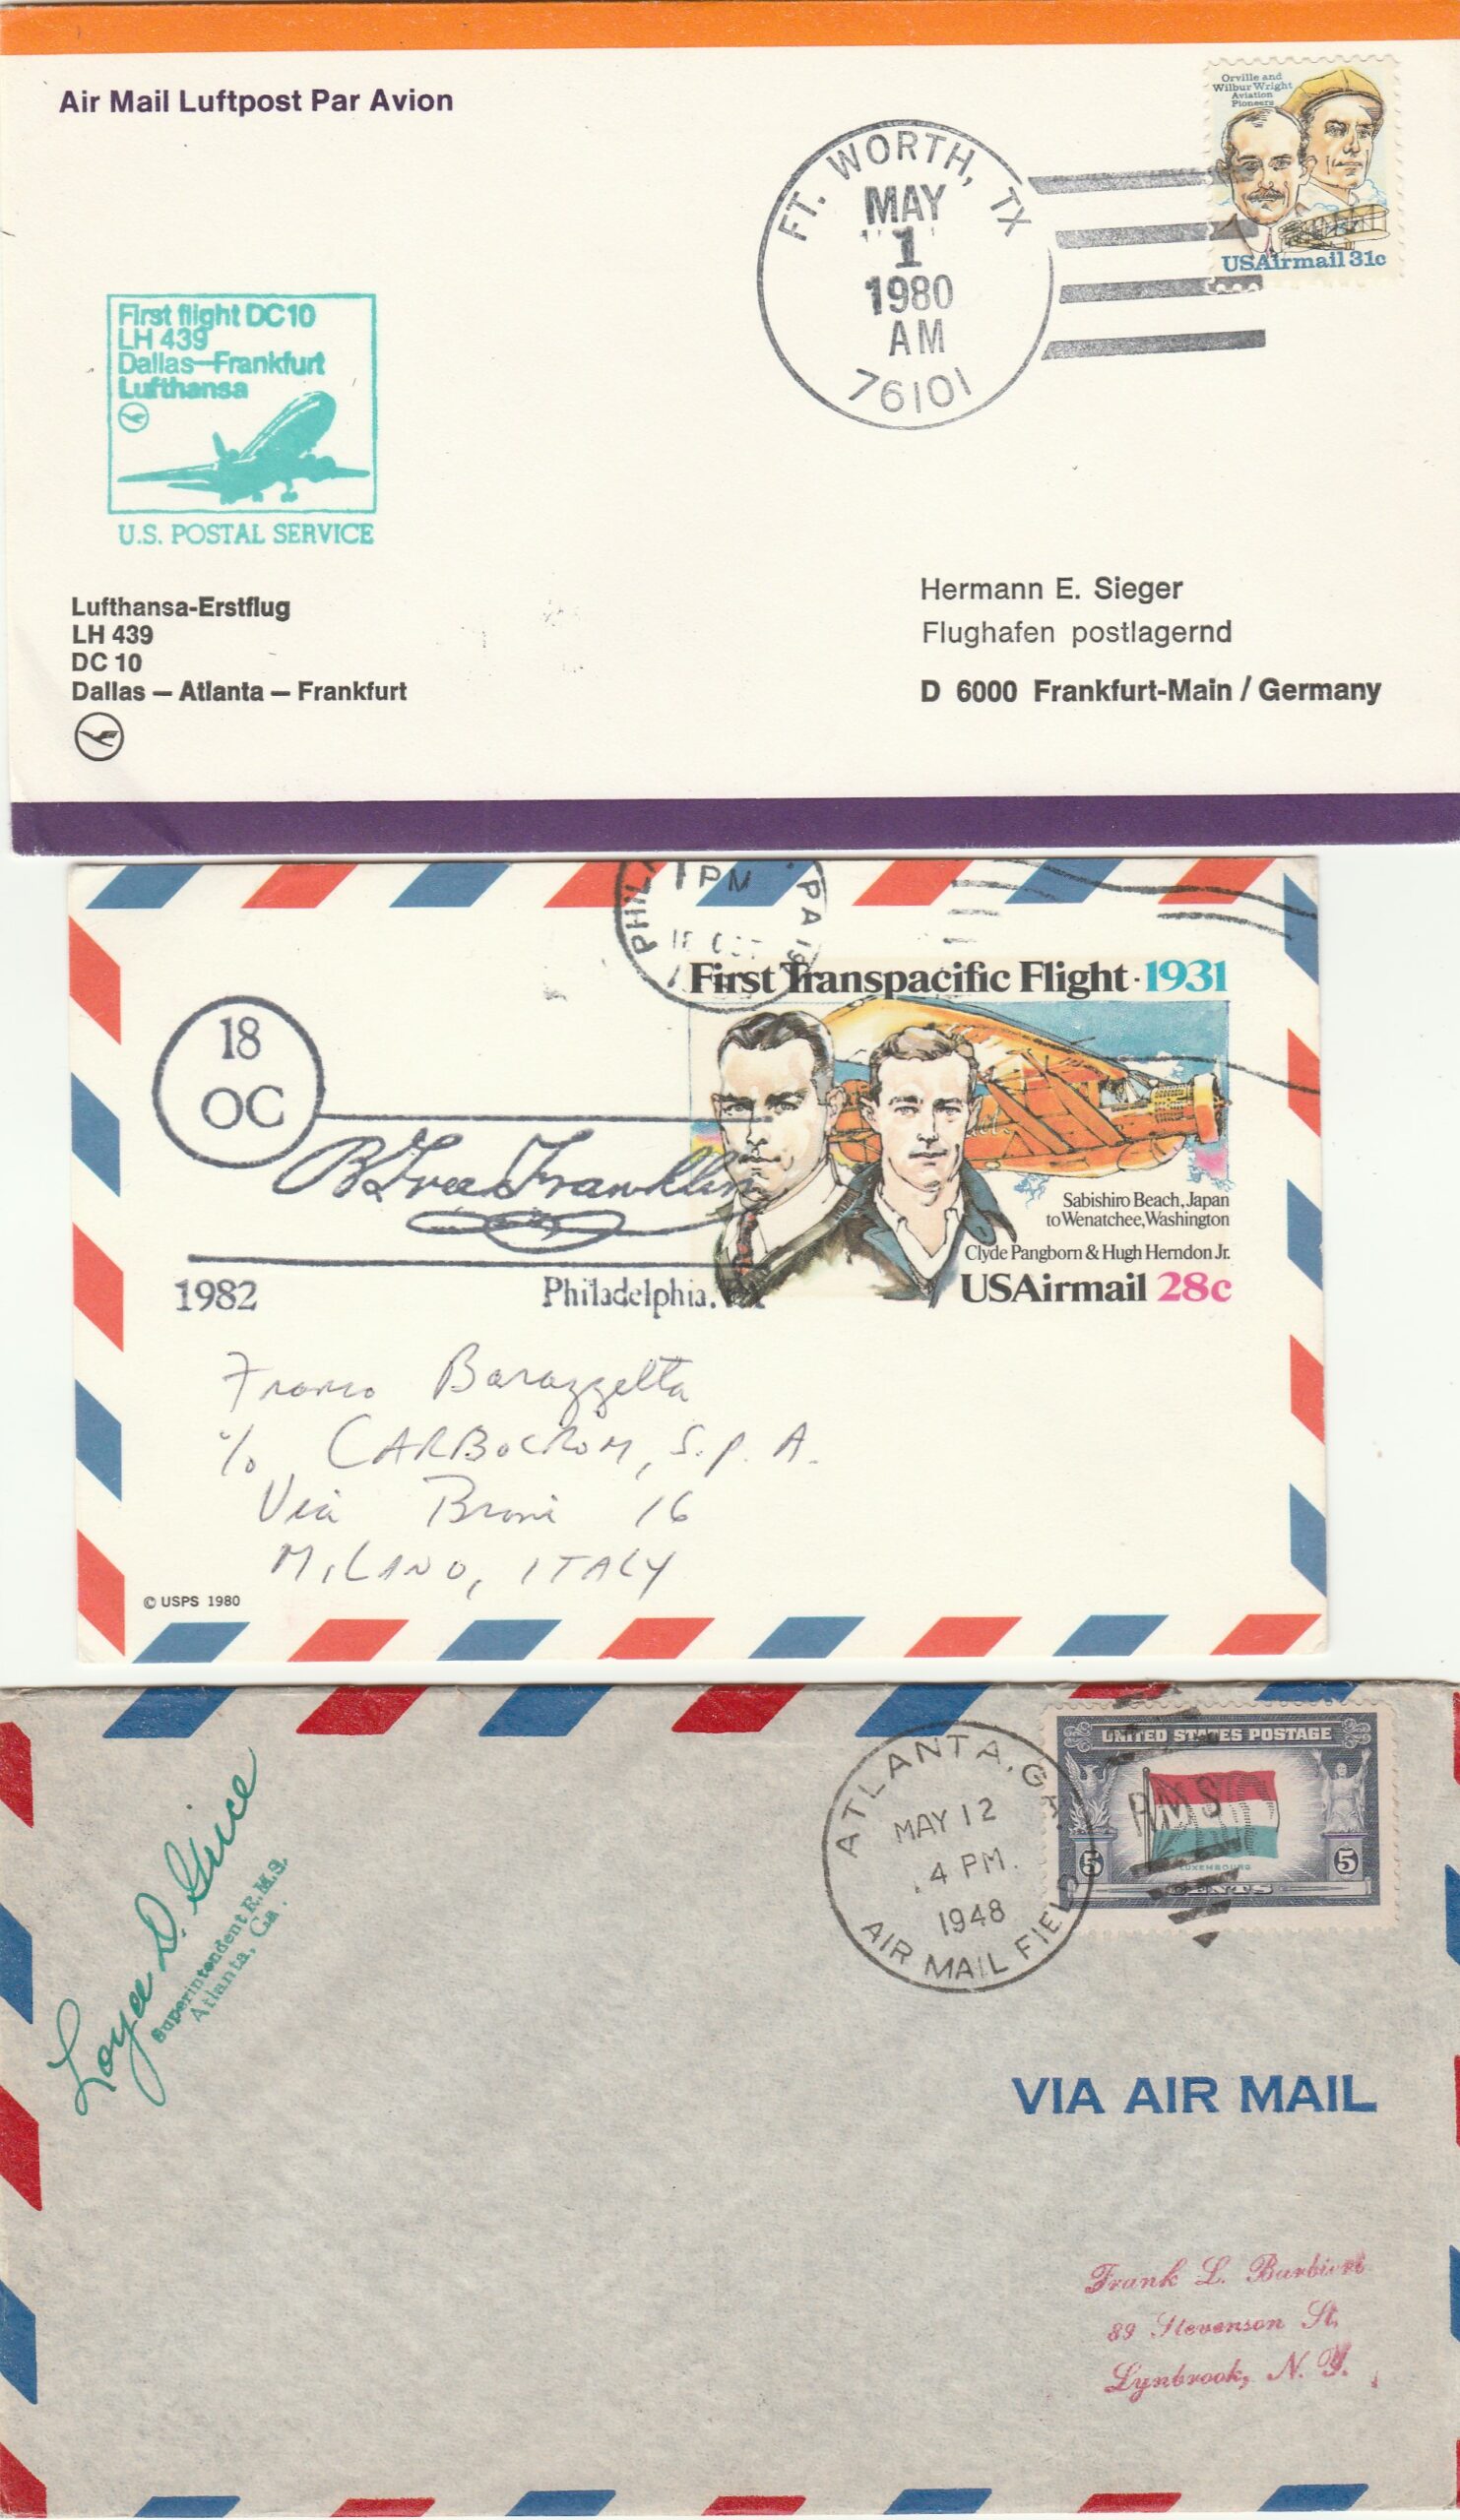 Air Mail Luftpost Par Avion
Orville and
Wilbur Wright
Aviation
Pioneers
USAirmail 31c
FT. WORTH, TX
MAY
1
1980
AM
76101
First flight DC10
LH 439
Dallas—Frankfurt
Lufthansa
U.S. POSTAL SERVICE
Lufthansa-Erstflug
LH 439
DC 10
Dallas – Atlanta – Frankfurt
Hermann E. Sieger
Flughafen postlagernd
D 6000 Frankfurt-Main / Germany
1 PM
PA
First Transpacific Flight · 1931
18
OC
B Free Franklin
Sabishiro Beach, Japan
to Wenatchee, Washington
Clyde Pangborn & Hugh Herndon Jr.
USAirmail 28c
1982 Philadelphia, PA
Franco Barazzetta
c/o CARBOCROM, S.p.A.
Via Broni 16
MILANO, ITALY
© USPS 1980
Loyce D. Grice
Superintendent R.M.S.
Atlanta, Ga.
ATLANTA, GA.
MAY 12
4 PM.
1948
AIR MAIL FIELD
UNITED STATES POSTAGE
RMS
5 5
LUXEMBOURG
CENTS
VIA AIR MAIL
Frank L. Barbieri
89 Stevenson St,
Lynbrook, N. Y.